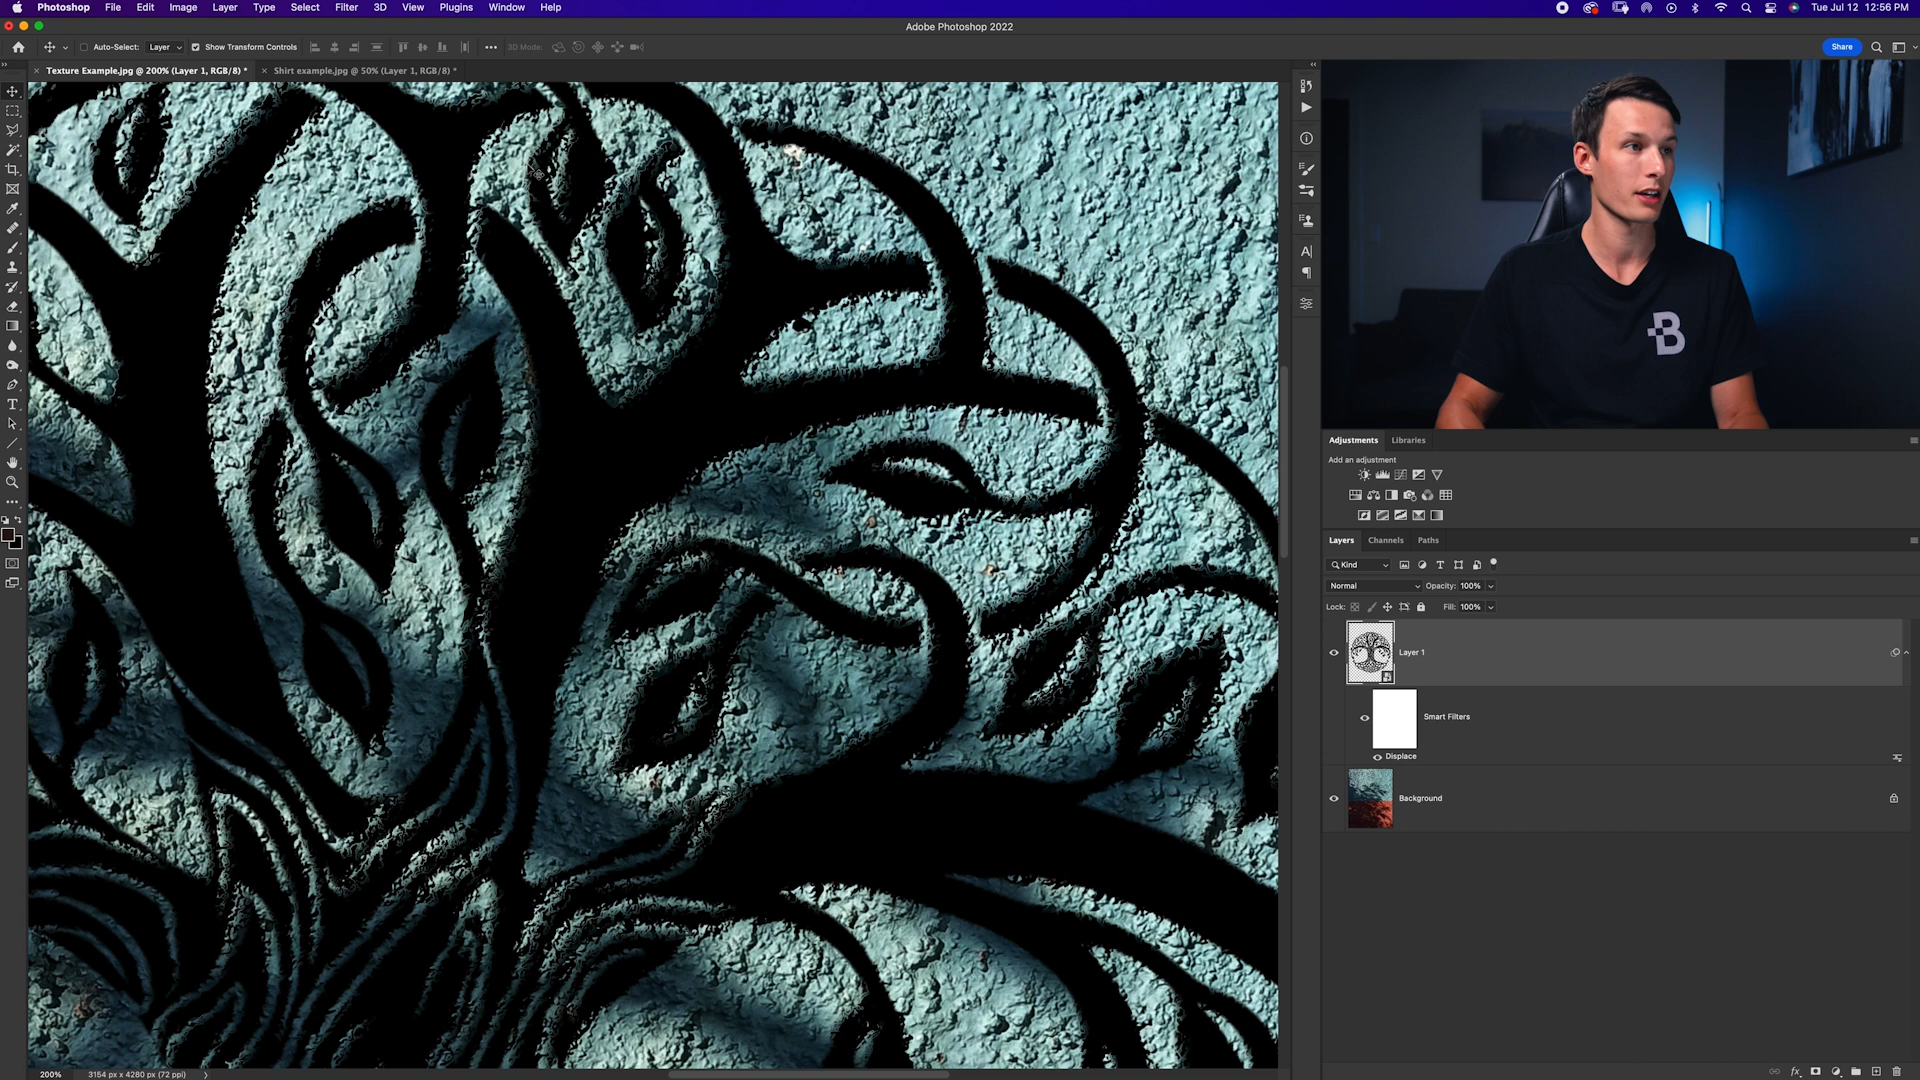 Photoshop File Edit Image Layer Type Select Filter 3D View Plugins Window Help Tue Jul 12 12:56 PM
Adobe Photoshop 2022
Auto-Select: Layer Show Transform Controls 3D Mode: Share
Texture Example.jpg @ 200% (Layer 1, RGB/8) * Shirt example.jpg @ 50% (Layer 1, RGB/8) *
B
Adjustments Libraries
Add an adjustment
Layers Channels Paths
Kind
Normal Opacity: 100%
Lock: Fill: 100%
Layer 1
Smart Filters
Displace
Background
200% 3154 px x 4280 px (72 ppi)